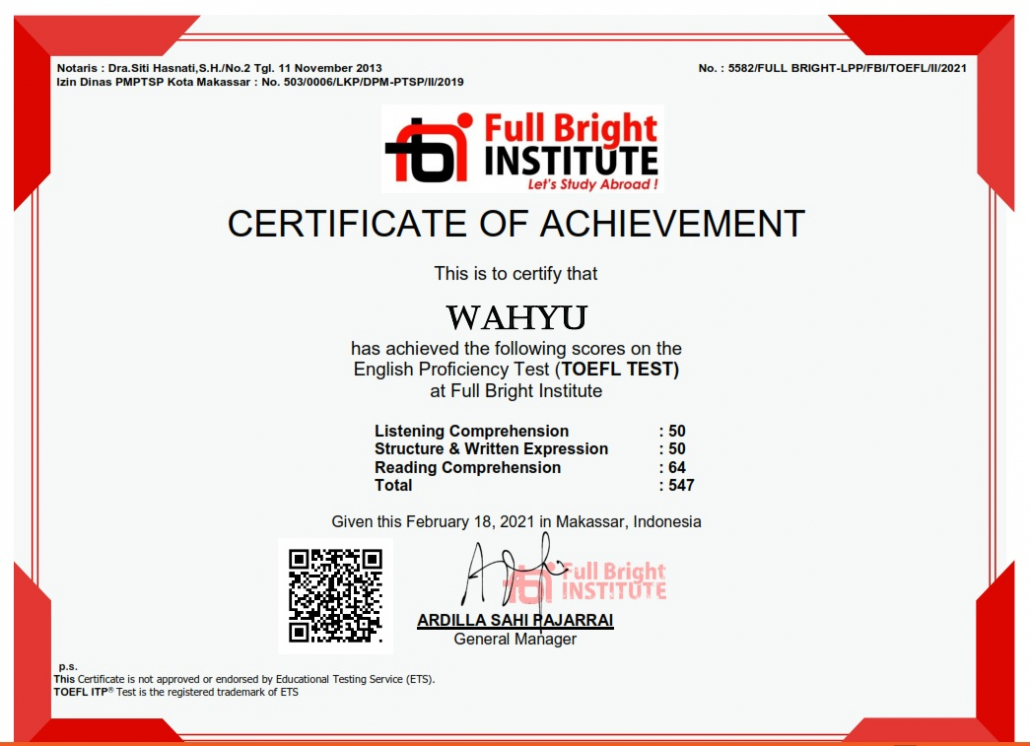 Notaris : Dra.Siti Hasnati,S.H./No.2 Tgl. 11 November 2013
Izin Dinas PMPTSP Kota Makassar : No. 503/0006/LKP/DPM-PTSP/II/2019
No. : 5582/FULL BRIGHT-LPP/FBI/TOEFL/II/2021
fbi Full Bright
INSTITUTE
Let's Study Abroad !
CERTIFICATE OF ACHIEVEMENT
This is to certify that
WAHYU
has achieved the following scores on the
English Proficiency Test (TOEFL TEST)
at Full Bright Institute
Listening Comprehension : 50
Structure & Written Expression : 50
Reading Comprehension : 64
Total : 547
Given this February 18, 2021 in Makassar, Indonesia
fbi Full Bright
INSTITUTE
ARDILLA SAHI PAJARRAI
General Manager
p.s.
This Certificate is not approved or endorsed by Educational Testing Service (ETS).
TOEFL ITP® Test is the registered trademark of ETS